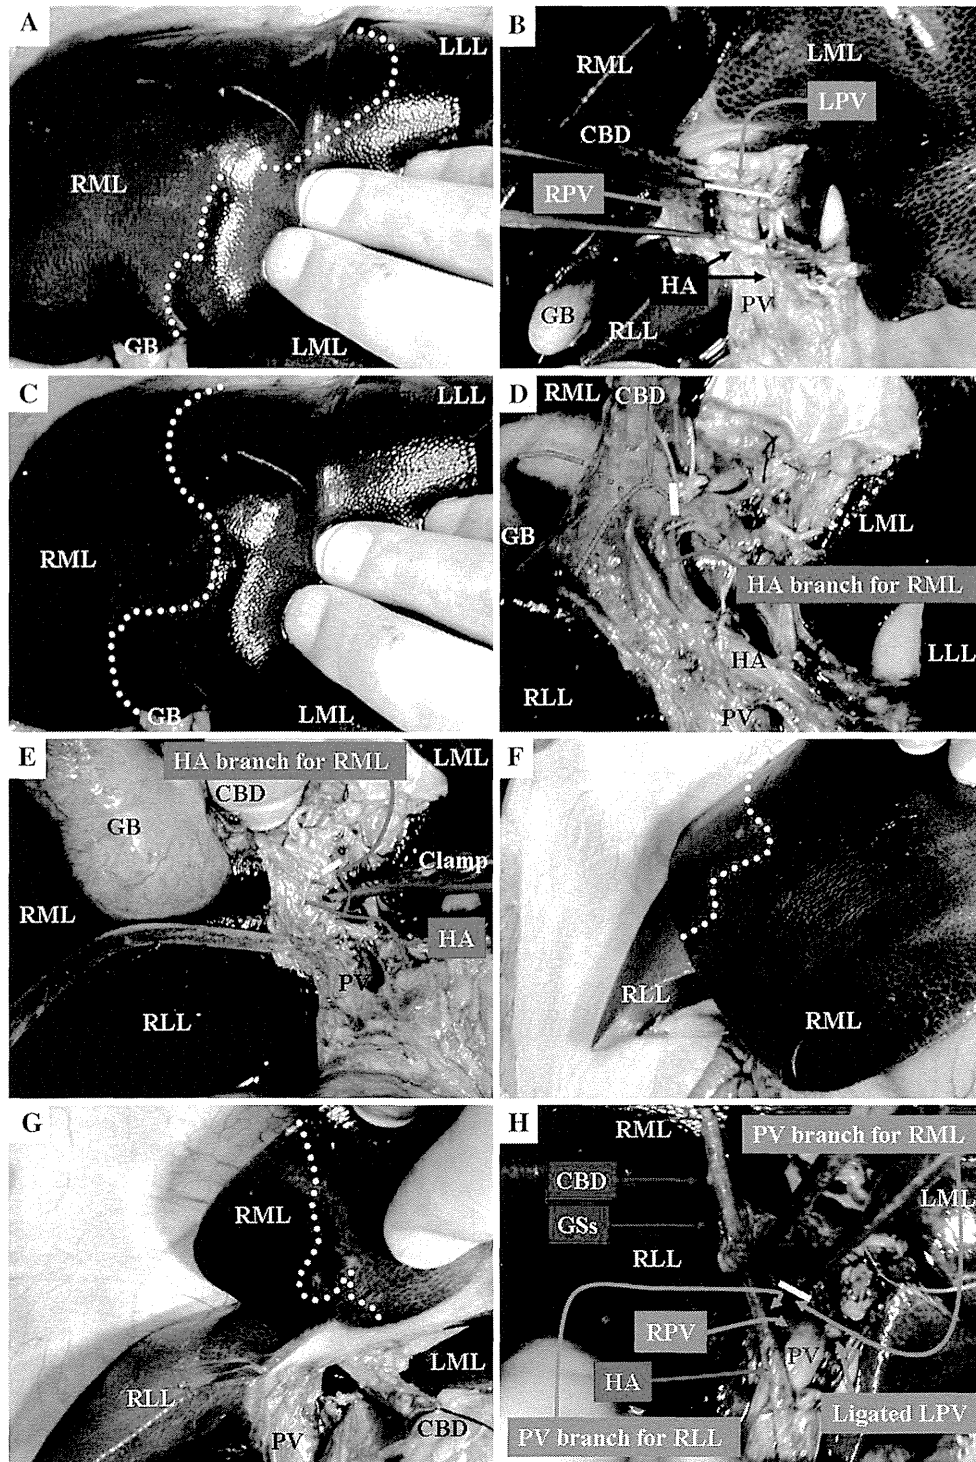 A
LLL
RML
GB
LML
B
RML
LML
LPV
CBD
RPV
HA
PV
GB
RLL
C
LLL
RML
GB
LML
D
RML
CBD
GB
LML
HA branch for RML
HA
LLL
RLL
PV
E
HA branch for RML
LML
CBD
GB
Clamp
RML
HA
PV
RLL
F
RLL
RML
G
RML
RLL
LML
PV
CBD
H
RML
PV branch for RML
CBD
LML
GSs
RLL
RPV
PV
HA
Ligated LPV
PV branch for RLL